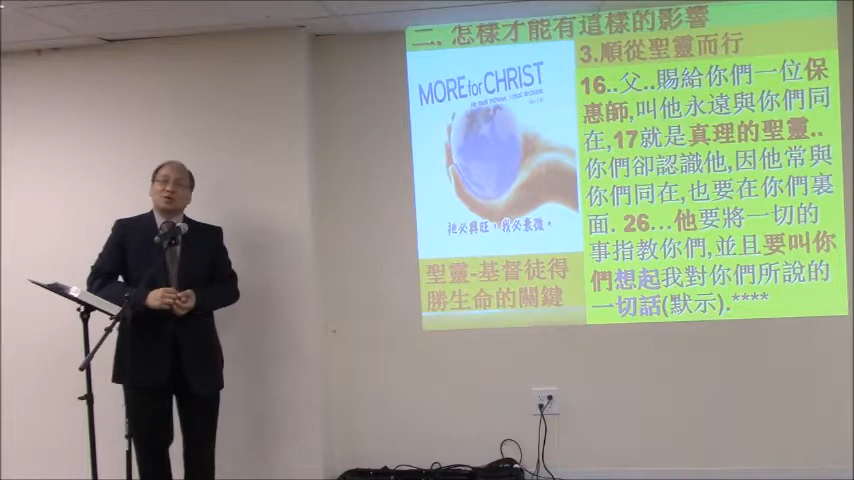 二. 怎樣才能有這樣的影響
3.順從聖靈而行
MORE for CHRIST
祂必興旺，我必衰微。
聖靈-基督徒得
勝生命的關鍵
16..父..賜給你們一位保
惠師,叫他永遠與你們同
在,17就是真理的聖靈..
你們卻認識他,因他常與
你們同在,也要在你們裏
面. 26...他要將一切的
事指教你們,並且要叫你
們想起我對你們所說的
一切話(默示).****